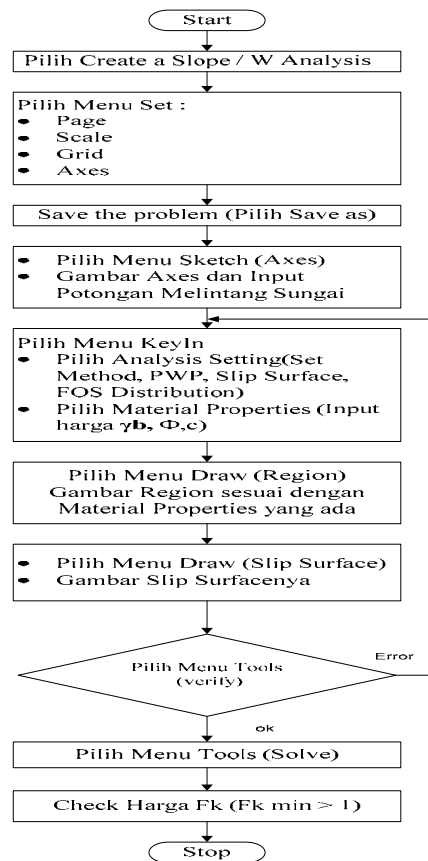 Start
Pilih Create a Slope / W Analysis
Pilih Menu Set :
• Page
• Scale
• Grid
• Axes
Save the problem (Pilih Save as)
• Pilih Menu Sketch (Axes)
• Gambar Axes dan Input
Potongan Melintang Sungai
Pilih Menu KeyIn
• Pilih Analysis Setting(Set
Method, PWP, Slip Surface,
FOS Distribution)
• Pilih Material Properties (Input
harga γb, Φ,c)
Pilih Menu Draw (Region)
Gambar Region sesuai dengan
Material Properties yang ada
• Pilih Menu Draw (Slip Surface)
• Gambar Slip Surfacenya
Pilih Menu Tools
(verify)
Error
ok
Pilih Menu Tools (Solve)
Check Harga Fk (Fk min > 1)
Stop